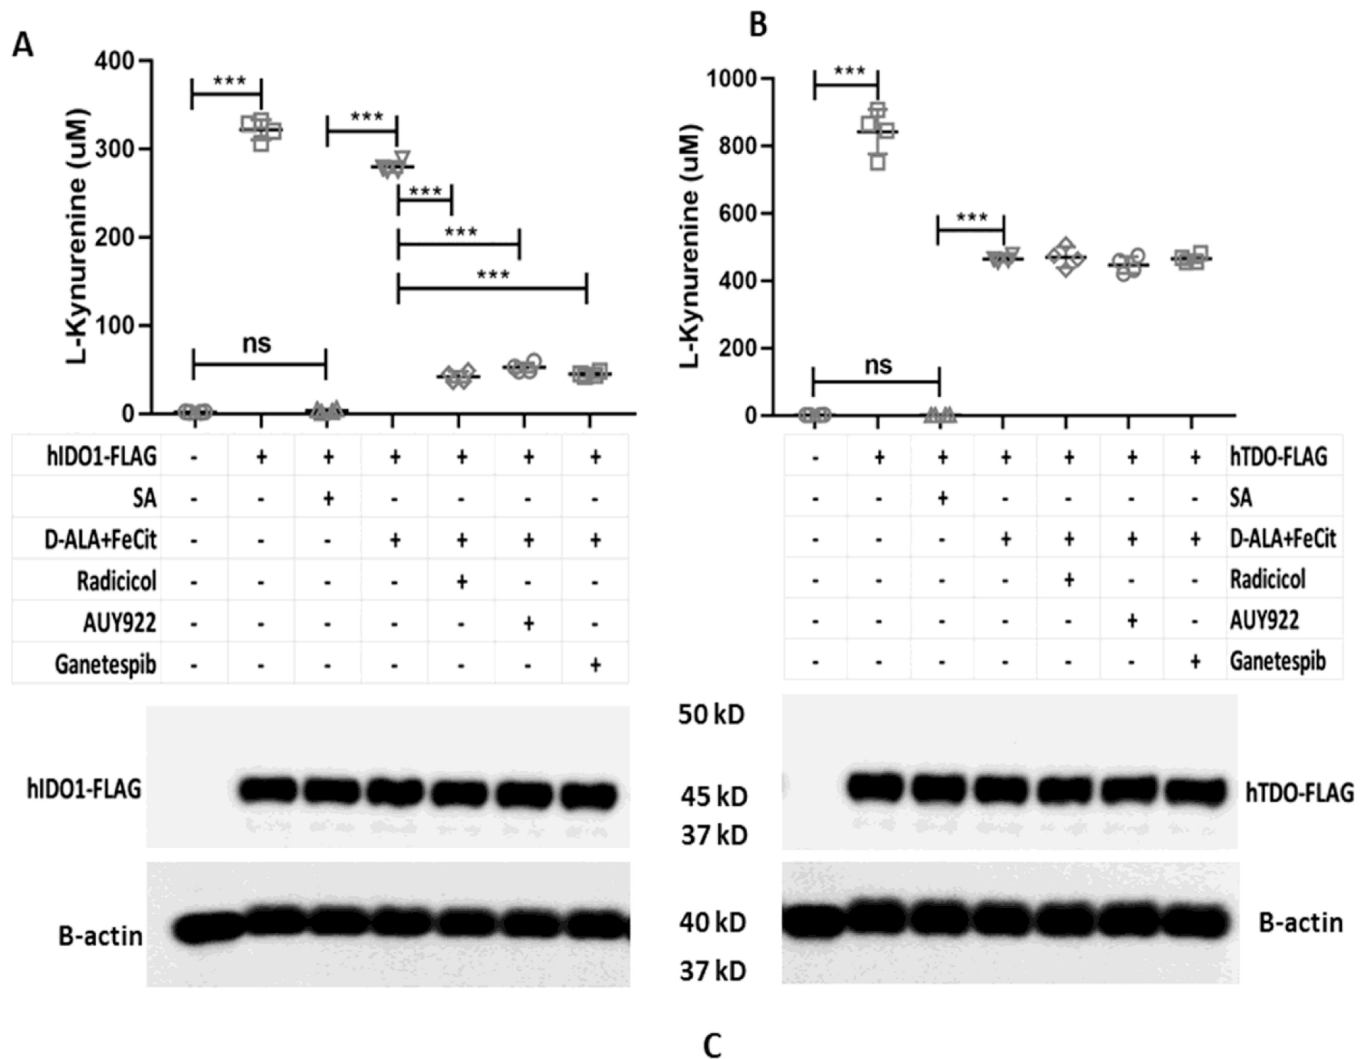 A
B
L-Kynurenine (uM)
400
300
200
100
0
***
***
***
***
***
ns
L-Kynurenine (uM)
1000
800
600
400
200
0
***
***
ns
hIDO1-FLAG - + + + + + +
SA - - + - - - -
D-ALA+FeCit - - - + + + +
Radicicol - - - - + - -
AUY922 - - - - - + -
Ganetespib - - - - - - +
- + + + + + + hTDO-FLAG
- - + - - - - SA
- - - + + + + D-ALA+FeCit
- - - - + - - Radicicol
- - - - - + - AUY922
- - - - - - + Ganetespib
hIDO1-FLAG
50 kD
45 kD
37 kD
hTDO-FLAG
B-actin
40 kD
37 kD
B-actin
C